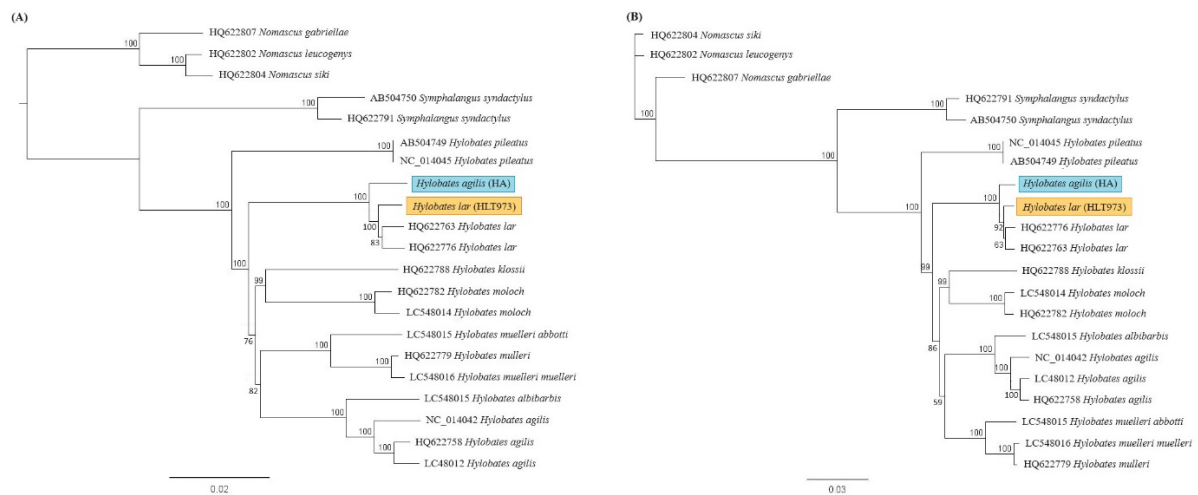 (A)
HQ622807 Nomascus gabriellae
100
HQ622802 Nomascus leucogenys
100
HQ622804 Nomascus siki
AB504750 Symphalangus syndactylus
100
HQ622791 Symphalangus syndactylus
AB504749 Hylobates pileatus
100
NC_014045 Hylobates pileatus
100
Hylobates agilis (HA)
100
Hylobates lar (HLT973)
100
HQ622763 Hylobates lar
83
HQ622776 Hylobates lar
100
HQ622788 Hylobates klossii
99
HQ622782 Hylobates moloch
100
LC548014 Hylobates moloch
76
LC548015 Hylobates muelleri abbotti
100
HQ622779 Hylobates mulleri
100
LC548016 Hylobates muelleri muelleri
82
LC548015 Hylobates albibarbis
100
NC_014042 Hylobates agilis
100
HQ622758 Hylobates agilis
100
LC48012 Hylobates agilis
0.02
(B)
HQ622804 Nomascus siki
HQ622802 Nomascus leucogenys
HQ622807 Nomascus gabriellae
100
HQ622791 Symphalangus syndactylus
100
AB504750 Symphalangus syndactylus
NC_014045 Hylobates pileatus
100
AB504749 Hylobates pileatus
100
100
Hylobates agilis (HA)
100
Hylobates lar (HLT973)
92
HQ622776 Hylobates lar
63
HQ622763 Hylobates lar
99
HQ622788 Hylobates klossii
99
LC548014 Hylobates moloch
100
HQ622782 Hylobates moloch
86
LC548015 Hylobates albibarbis
100
NC_014042 Hylobates agilis
100
LC48012 Hylobates agilis
100
HQ622758 Hylobates agilis
59
LC548015 Hylobates muelleri abbotti
100
LC548016 Hylobates muelleri muelleri
100
HQ622779 Hylobates mulleri
0.03